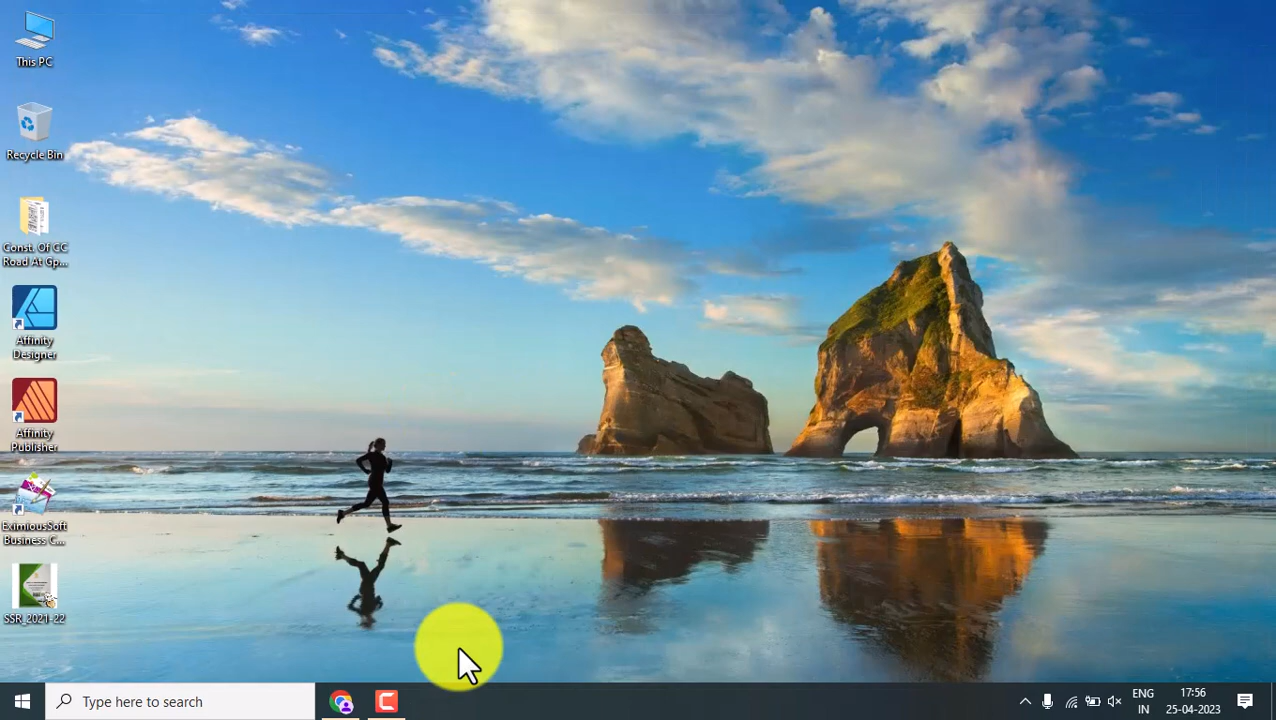 This PC
Recycle Bin
Const. Of CC
Road At Gp...
Affinity
Designer
Affinity
Publisher
EximiousSoft
Business C...
SSR_2021-22
Type here to search
ENG
IN
17:56
25-04-2023